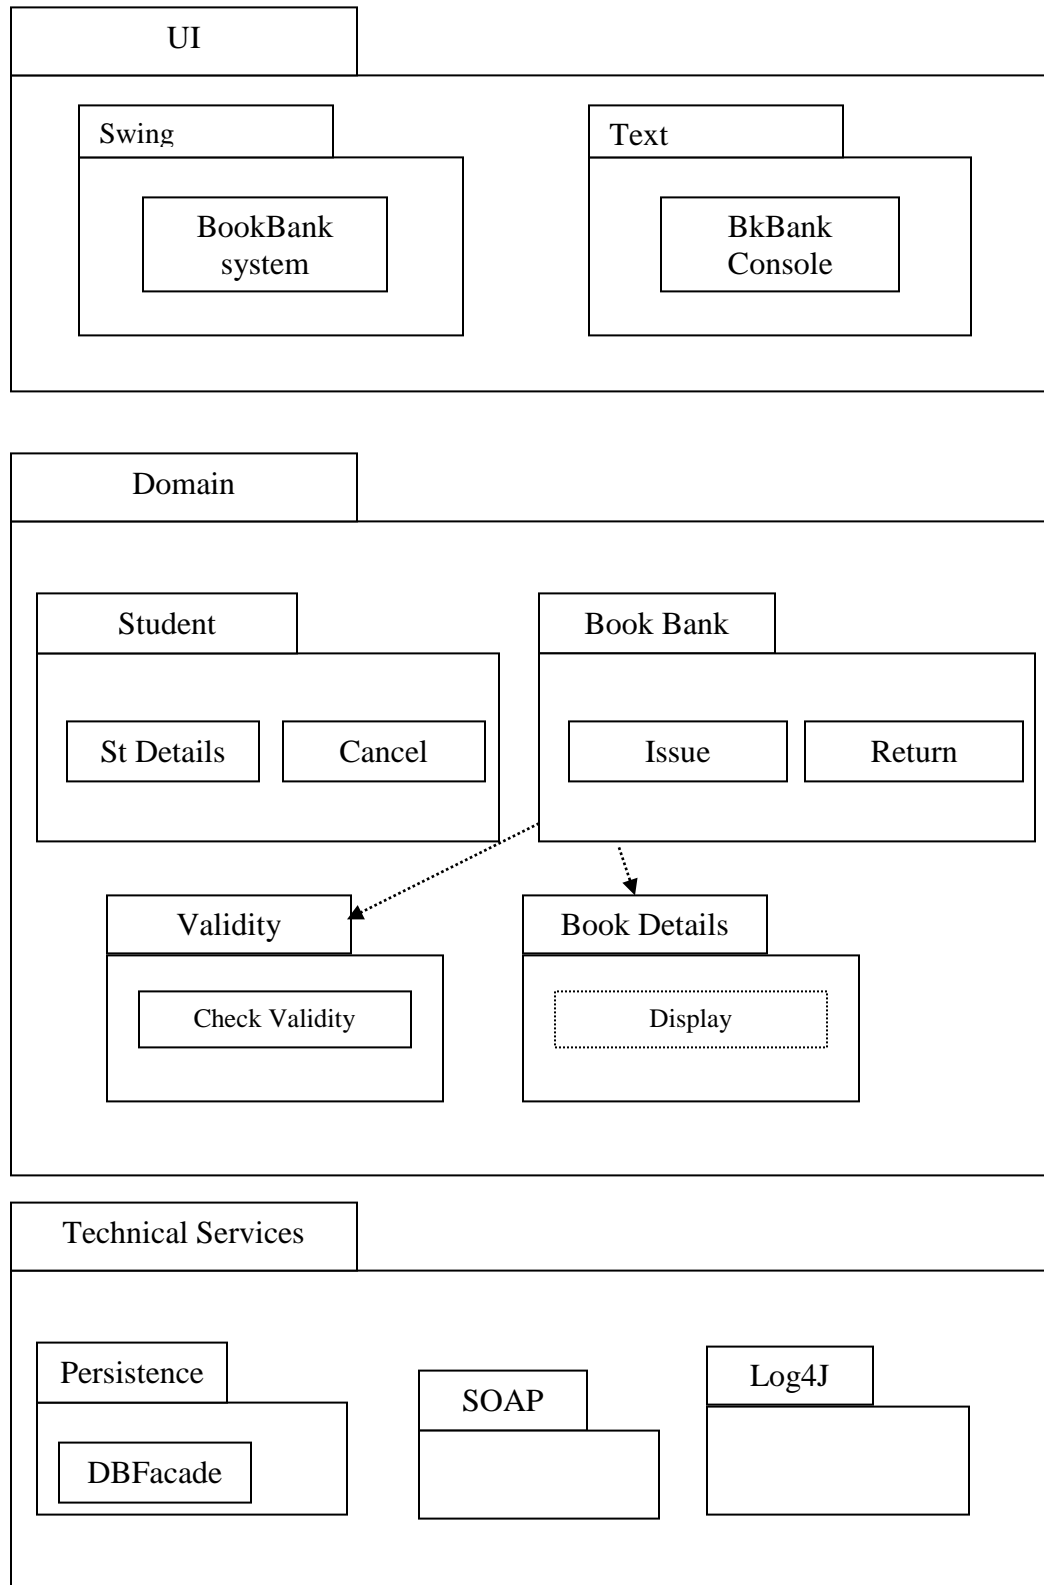 UI
Swing
Text
BookBank
system
BkBank
Console
Domain
Student
Book Bank
St Details
Cancel
Issue
Return
Validity
Book Details
Check Validity
Display
Technical Services
Persistence
SOAP
Log4J
DBFacade